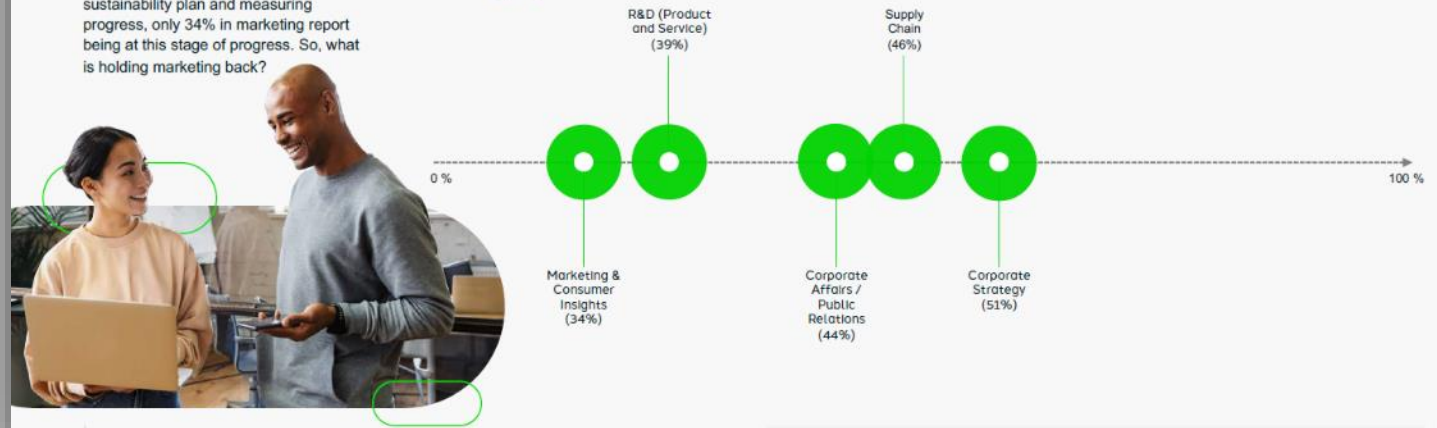 sustainability plan and measuring
progress, only 34% in marketing report
being at this stage of progress. So, what
is holding marketing back?
R&D (Product
and Service)
(39%)
Supply
Chain
(46%)
0 %
100 %
Marketing &
Consumer
Insights
(34%)
Corporate
Affairs /
Public
Relations
(44%)
Corporate
Strategy
(51%)